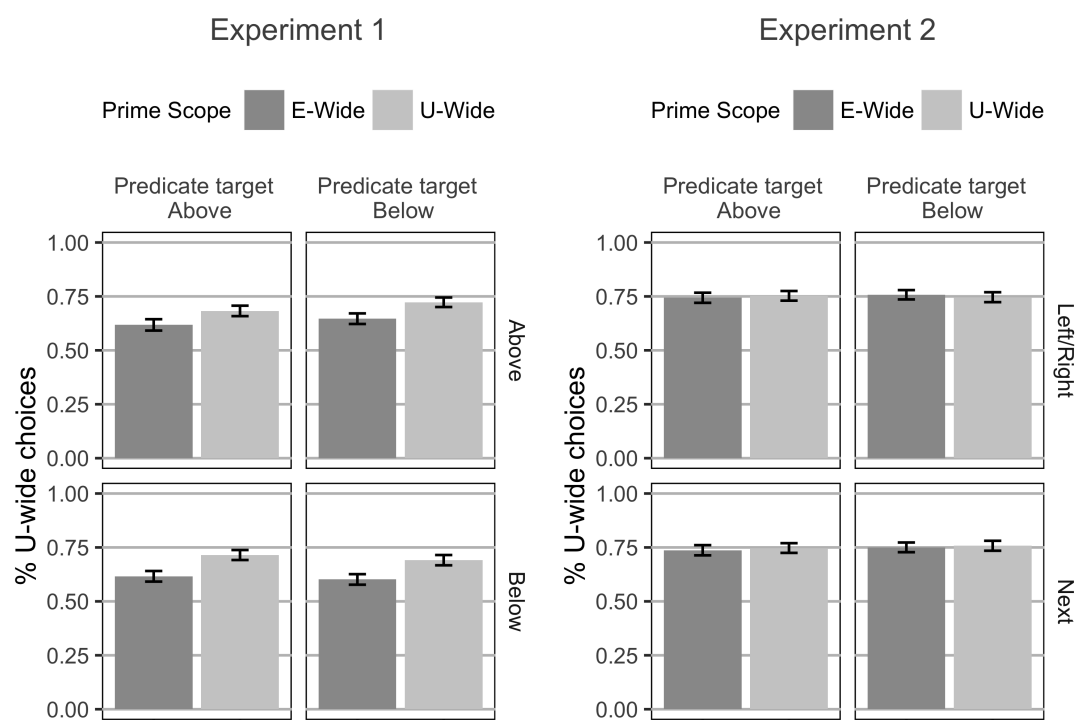 Experiment 1
Prime Scope E-Wide U-Wide
Predicate target Above
Predicate target Below
% U-wide choices
1.00
0.75
0.50
0.25
0.00
Above
1.00
0.75
0.50
0.25
0.00
Below
Experiment 2
Prime Scope E-Wide U-Wide
Predicate target Above
Predicate target Below
% U-wide choices
1.00
0.75
0.50
0.25
0.00
Left/Right
1.00
0.75
0.50
0.25
0.00
Next